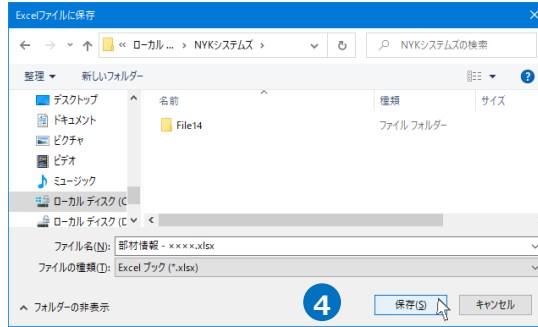 Excelファイルに保存
« ローカル ... › NYKシステムズ ›
NYKシステムズの検索
整理 新しいフォルダー
名前 種類 サイズ
デスクトップ
ドキュメント
File14 ファイル フォルダー
ピクチャ
ビデオ
ミュージック
ローカル ディスク (C
ローカル ディスク (D
ファイル名(N): 部材情報 - ××××.xlsx
ファイルの種類(T): Excel ブック (*.xlsx)
フォルダーの非表示
4
保存(S) キャンセル